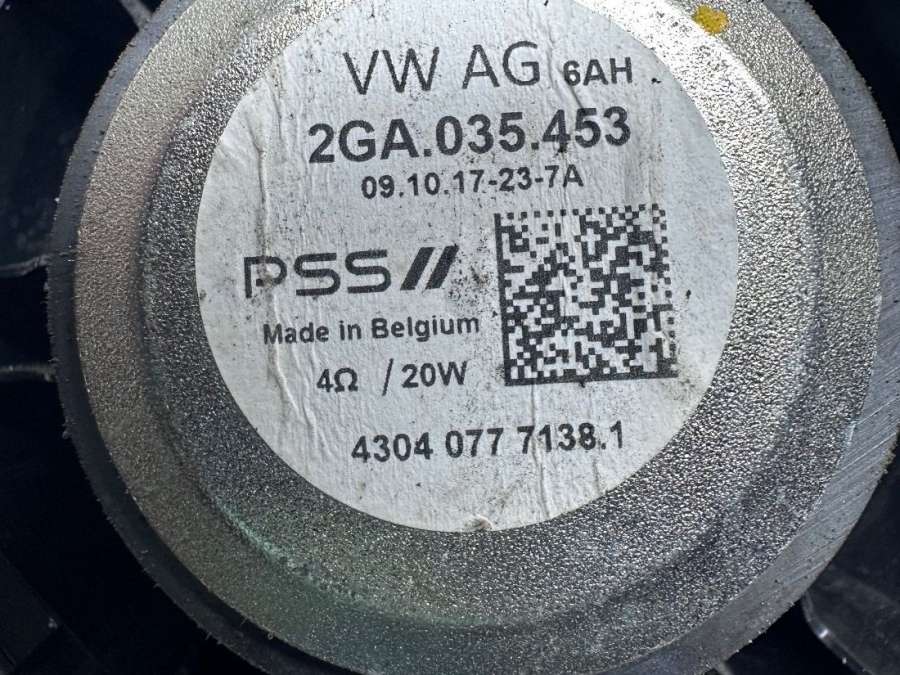 VW AG 6AH
2GA.035.453
09.10.17-23-7A
PSS//
Made in Belgium
4Ω / 20W
4304 077 7138.1